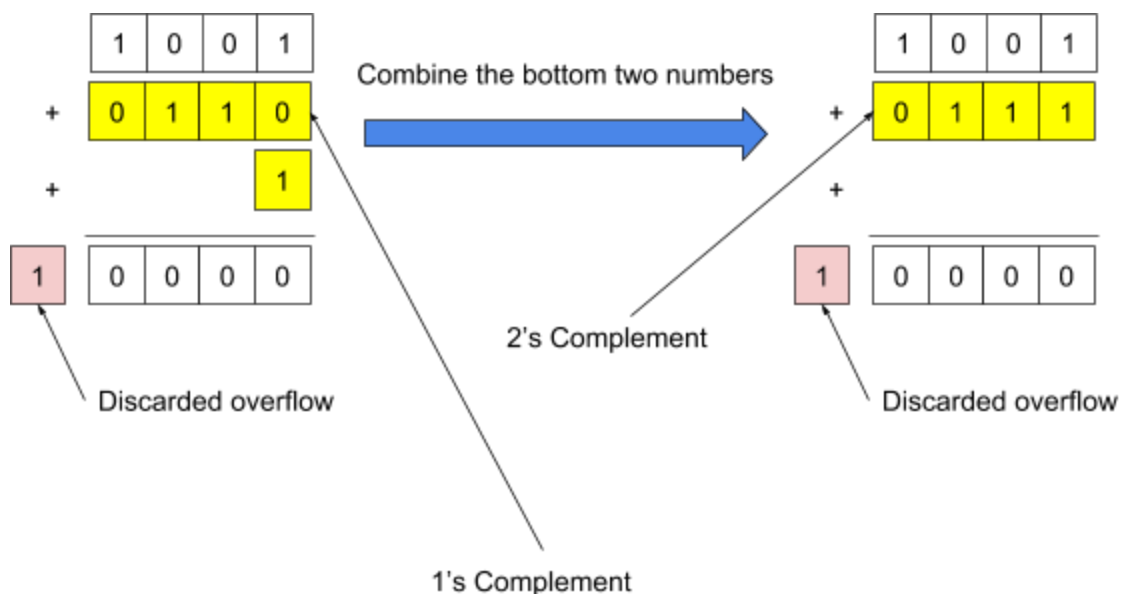 1 0 0 1
Combine the bottom two numbers
1 0 0 1
+ 0 1 1 0
+ 0 1 1 1
+ 1
+
1 0 0 0 0
1 0 0 0 0
2's Complement
Discarded overflow
Discarded overflow
1's Complement